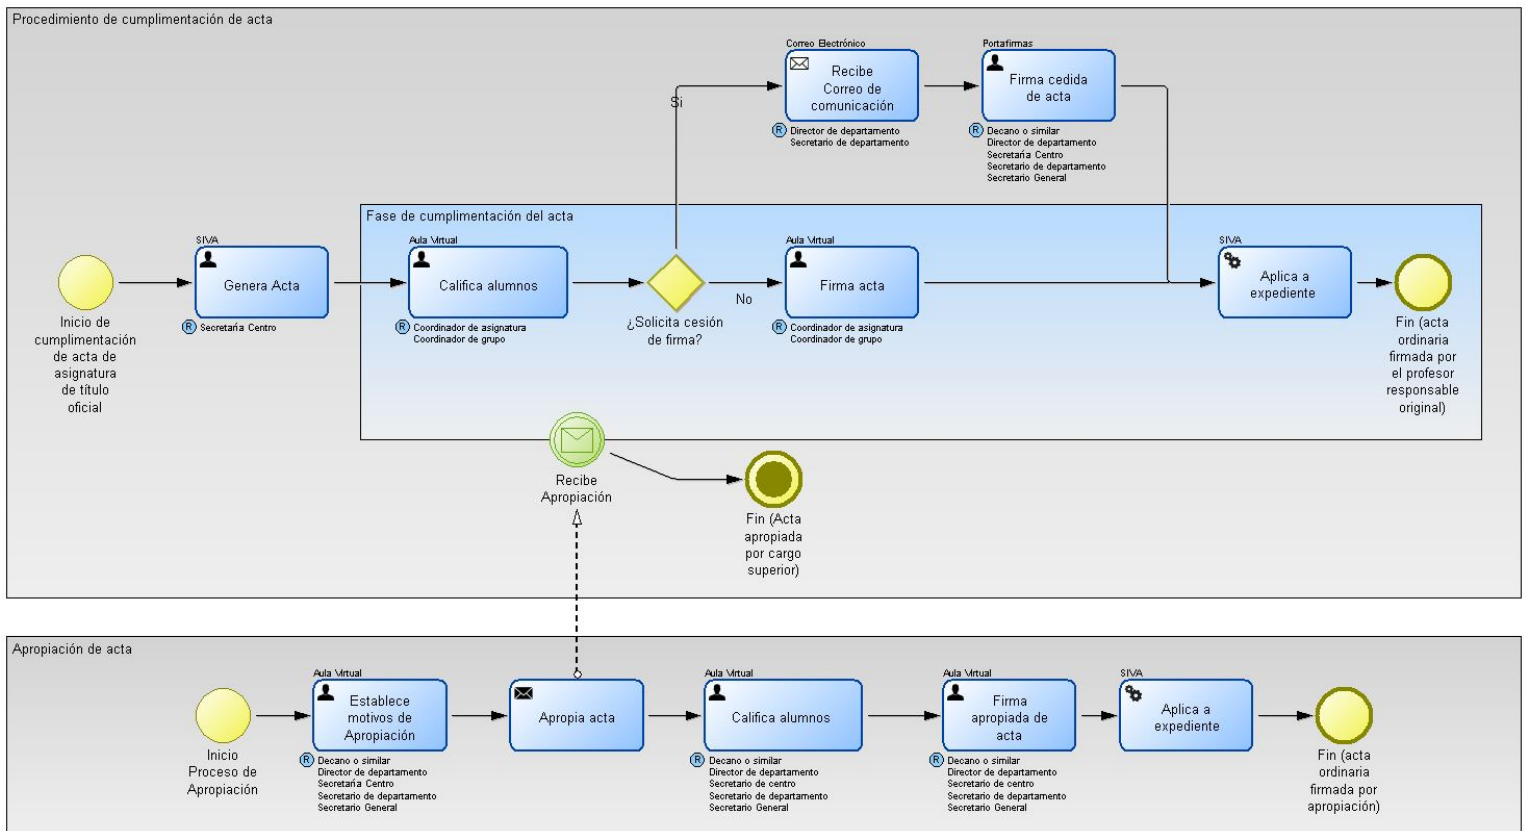 Procedimiento de cumplimentación de acta
Correo Electrónico
Recibe
Correo de
comunicación
R
Director de departamento
Secretario de departamento
Portafirmas
Firma cedida
de acta
R
Decano o similar
Director de departamento
Secretaría Centro
Secretario de departamento
Secretario General
Si
Fase de cumplimentación del acta
Inicio de
cumplimentación
de acta de
asignatura
de título
oficial
SIVA
Genera Acta
R
Secretaría Centro
Aula Virtual
Califica alumnos
R
Coordinador de asignatura
Coordinador de grupo
¿Solicita cesión
de firma?
No
Aula Virtual
Firma acta
R
Coordinador de asignatura
Coordinador de grupo
SIVA
Aplica a
expediente
Fin (acta
ordinaria
firmada por
el profesor
responsable
original)
Recibe
Apropiación
Fin (Acta
apropiada
por cargo
superior)
Apropiación de acta
Inicio
Proceso de
Apropiación
Aula Virtual
Establece
motivos de
Apropiación
R
Decano o similar
Director de departamento
Secretaría Centro
Secretario de departamento
Secretario General
Apropia acta
Aula Virtual
Califica alumnos
R
Decano o similar
Director de departamento
Secretario de centro
Secretario de departamento
Secretario General
Aula Virtual
Firma
apropiada de
acta
R
Decano o similar
Director de departamento
Secretario de centro
Secretario de departamento
Secretario General
SIVA
Aplica a
expediente
Fin (acta
ordinaria
firmada por
apropiación)